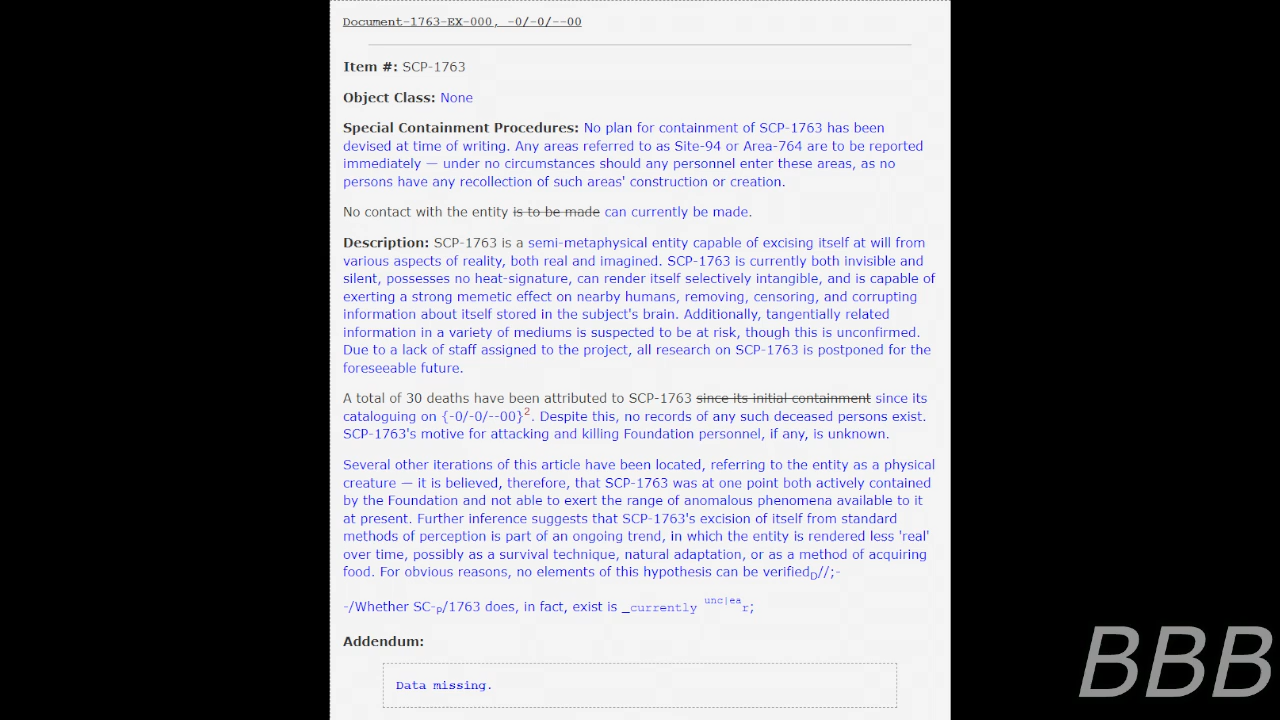 Document-1763-EX-000, -0/-0/--00
Item #: SCP-1763
Object Class: None
Special Containment Procedures: No plan for containment of SCP-1763 has been
devised at time of writing. Any areas referred to as Site-94 or Area-764 are to be reported
immediately — under no circumstances should any personnel enter these areas, as no
persons have any recollection of such areas' construction or creation.
No contact with the entity is to be made can currently be made.
Description: SCP-1763 is a semi-metaphysical entity capable of excising itself at will from
various aspects of reality, both real and imagined. SCP-1763 is currently both invisible and
silent, possesses no heat-signature, can render itself selectively intangible, and is capable of
exerting a strong memetic effect on nearby humans, removing, censoring, and corrupting
information about itself stored in the subject's brain. Additionally, tangentially related
information in a variety of mediums is suspected to be at risk, though this is unconfirmed.
Due to a lack of staff assigned to the project, all research on SCP-1763 is postponed for the
foreseeable future.
A total of 30 deaths have been attributed to SCP-1763 since its initial containment since its
cataloguing on {-0/-0/--00}2. Despite this, no records of any such deceased persons exist.
SCP-1763's motive for attacking and killing Foundation personnel, if any, is unknown.
Several other iterations of this article have been located, referring to the entity as a physical
creature — it is believed, therefore, that SCP-1763 was at one point both actively contained
by the Foundation and not able to exert the range of anomalous phenomena available to it
at present. Further inference suggests that SCP-1763's excision of itself from standard
methods of perception is part of an ongoing trend, in which the entity is rendered less 'real'
over time, possibly as a survival technique, natural adaptation, or as a method of acquiring
food. For obvious reasons, no elements of this hypothesis can be verifiedD//;-
-/Whether SC-P/1763 does, in fact, exist is _currently unc|ear;
Addendum:
Data missing.
BBB